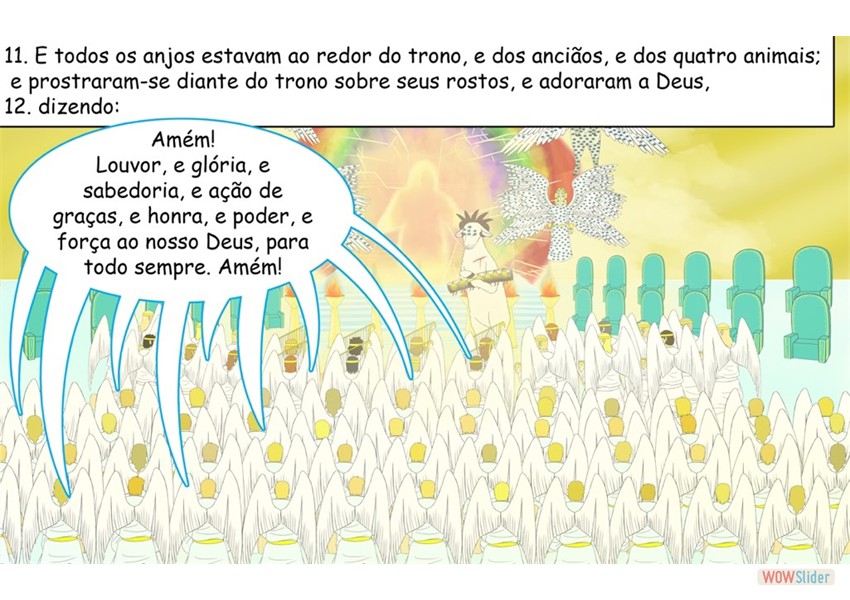 11. E todos os anjos estavam ao redor do trono, e dos anciãos, e dos quatro animais;
e prostraram-se diante do trono sobre seus rostos, e adoraram a Deus,
12. dizendo:
Amém!
Louvor, e glória, e
sabedoria, e ação de
graças, e honra, e poder, e
força ao nosso Deus, para
todo sempre. Amém!
WOWSlider